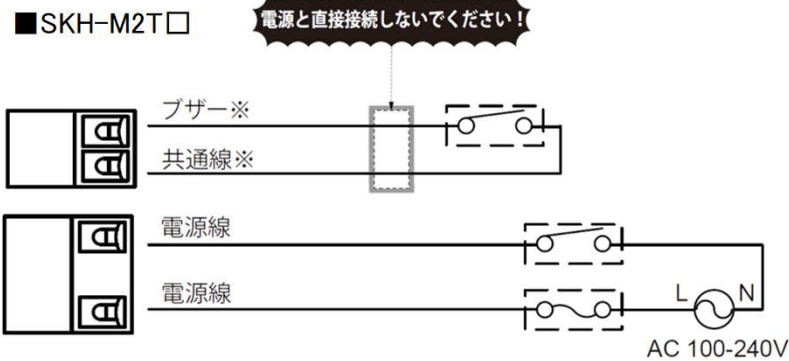 ■SKH-M2T□
電源と直接接続しないでください!
ブザー※
共通線※
電源線
電源線
L N
AC 100-240V